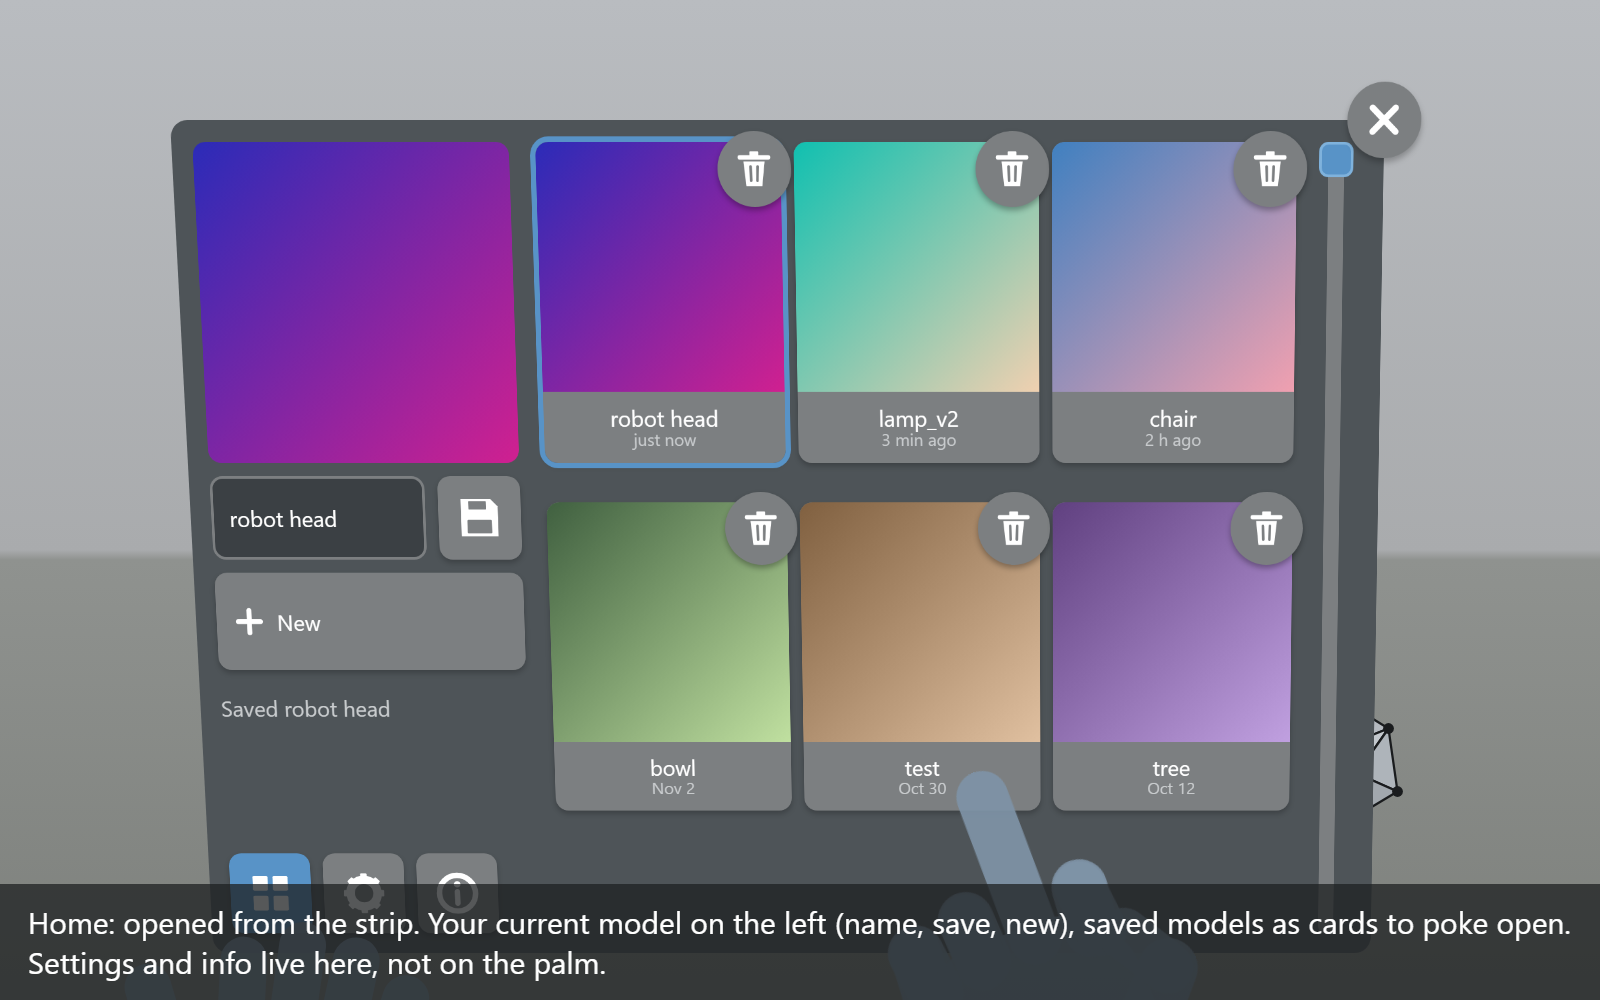 robot head
just now
lamp_v2
3 min ago
chair
2 h ago
robot head
New
Saved robot head
bowl
Nov 2
test
Oct 30
tree
Oct 12
Home: opened from the strip. Your current model on the left (name, save, new), saved models as cards to poke open.
Settings and info live here, not on the palm.